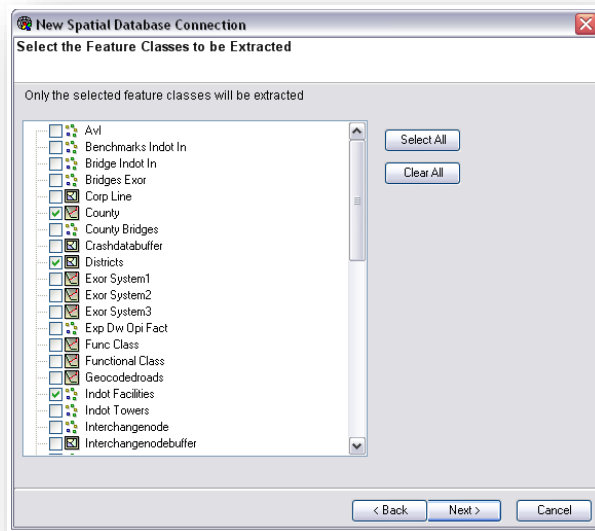 New Spatial Database Connection
Select the Feature Classes to be Extracted
Only the selected feature classes will be extracted
Avl
Benchmarks Indot In
Bridge Indot In
Bridges Exor
Corp Line
County
County Bridges
Crashdatabuffer
Districts
Exor System1
Exor System2
Exor System3
Exp Dw Opi Fact
Func Class
Functional Class
Geocodedroads
Indot Facilities
Indot Towers
Interchangenode
Interchangenodebuffer
Select All
Clear All
< Back
Next >
Cancel